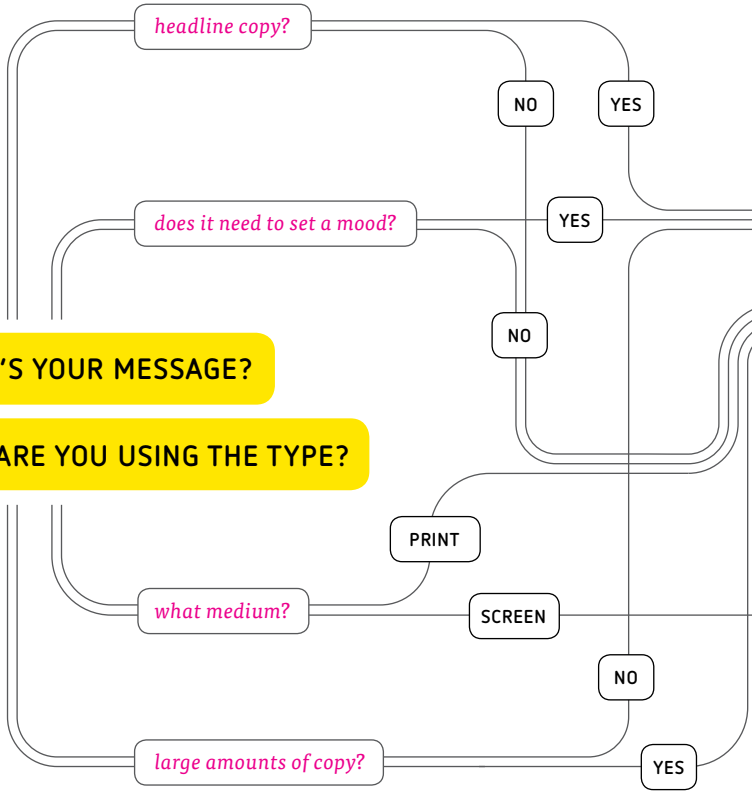 headline copy?
NO
YES
does it need to set a mood?
YES
NO
'S YOUR MESSAGE?
ARE YOU USING THE TYPE?
PRINT
what medium?
SCREEN
NO
large amounts of copy?
YES